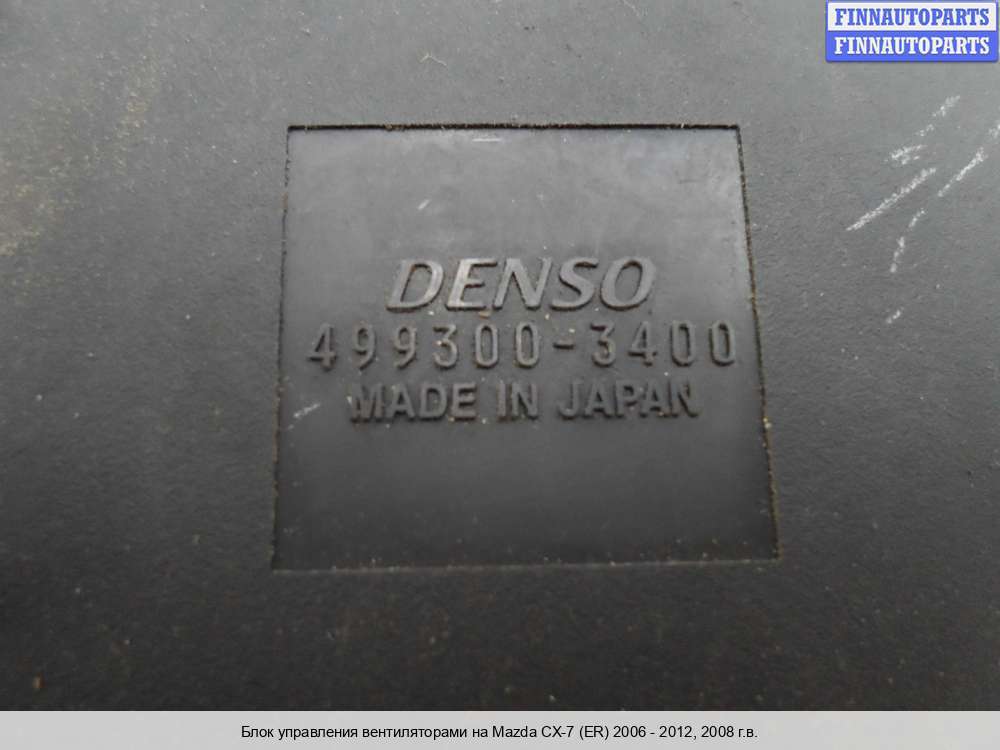 FINNAUTOPARTS
FINNAUTOPARTS
DENSO
499300-3400
MADE IN JAPAN
Блок управления вентиляторами на Mazda CX-7 (ER) 2006 - 2012, 2008 г.в.